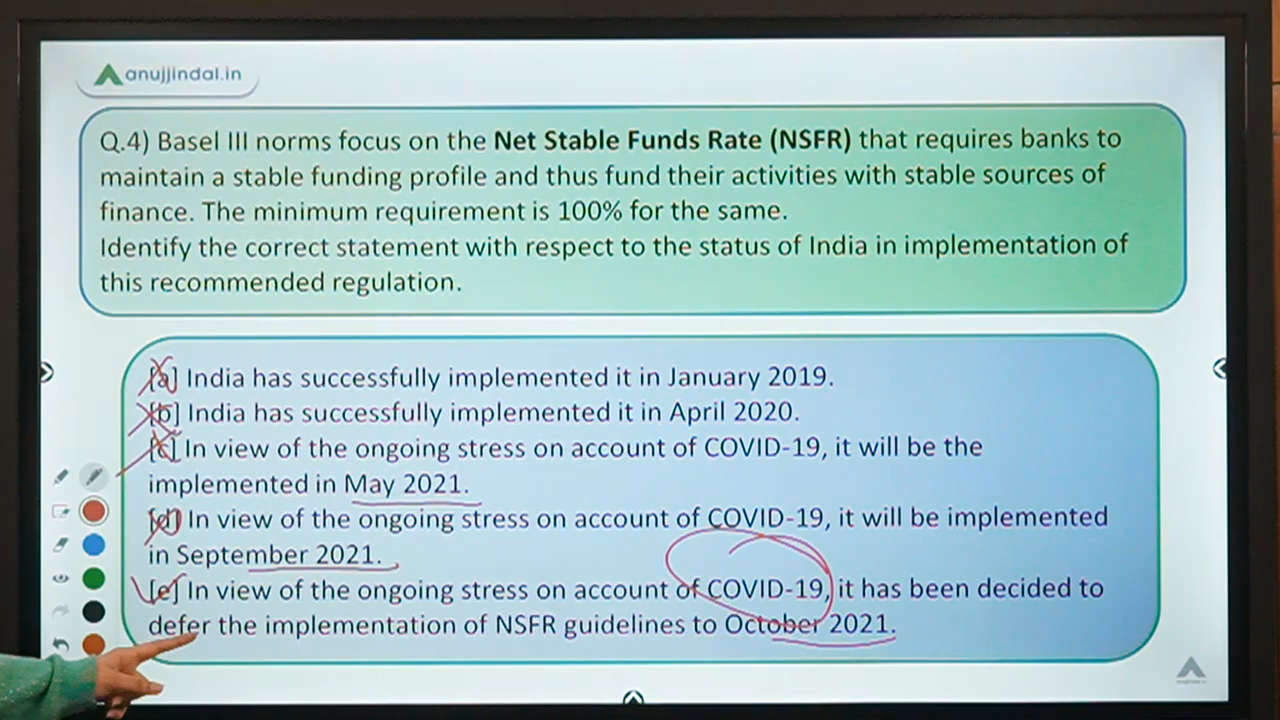 anujjindal.in
Q.4) Basel III norms focus on the Net Stable Funds Rate (NSFR) that requires banks to
maintain a stable funding profile and thus fund their activities with stable sources of
finance. The minimum requirement is 100% for the same.
Identify the correct statement with respect to the status of India in implementation of
this recommended regulation.
[a] India has successfully implemented it in January 2019.
[b] India has successfully implemented it in April 2020.
[c] In view of the ongoing stress on account of COVID-19, it will be the
implemented in May 2021.
[d] In view of the ongoing stress on account of COVID-19, it will be implemented
in September 2021.
[e] In view of the ongoing stress on account of COVID-19, it has been decided to
defer the implementation of NSFR guidelines to October 2021.